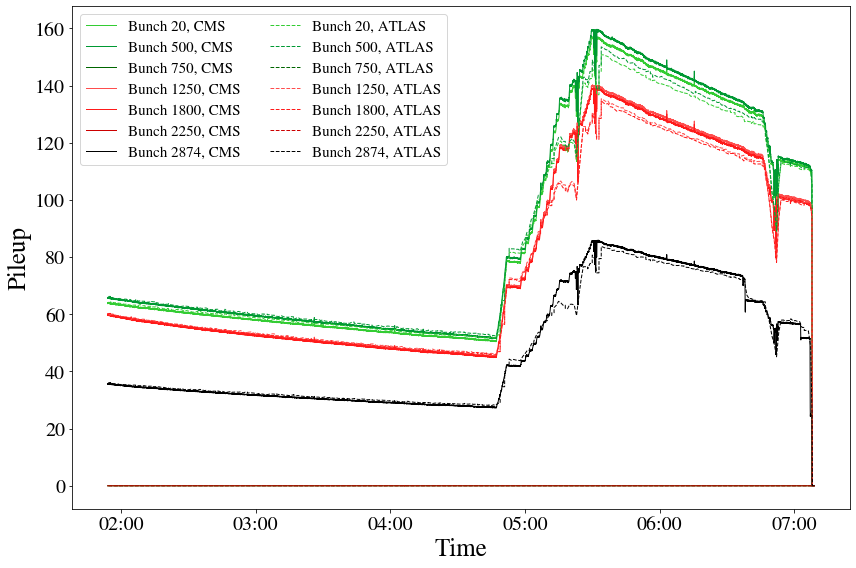 Bunch 20, CMS
Bunch 500, CMS
Bunch 750, CMS
Bunch 1250, CMS
Bunch 1800, CMS
Bunch 2250, CMS
Bunch 2874, CMS
Bunch 20, ATLAS
Bunch 500, ATLAS
Bunch 750, ATLAS
Bunch 1250, ATLAS
Bunch 1800, ATLAS
Bunch 2250, ATLAS
Bunch 2874, ATLAS
Pileup
160
140
120
100
80
60
40
20
0
02:00
03:00
04:00
05:00
06:00
07:00
Time